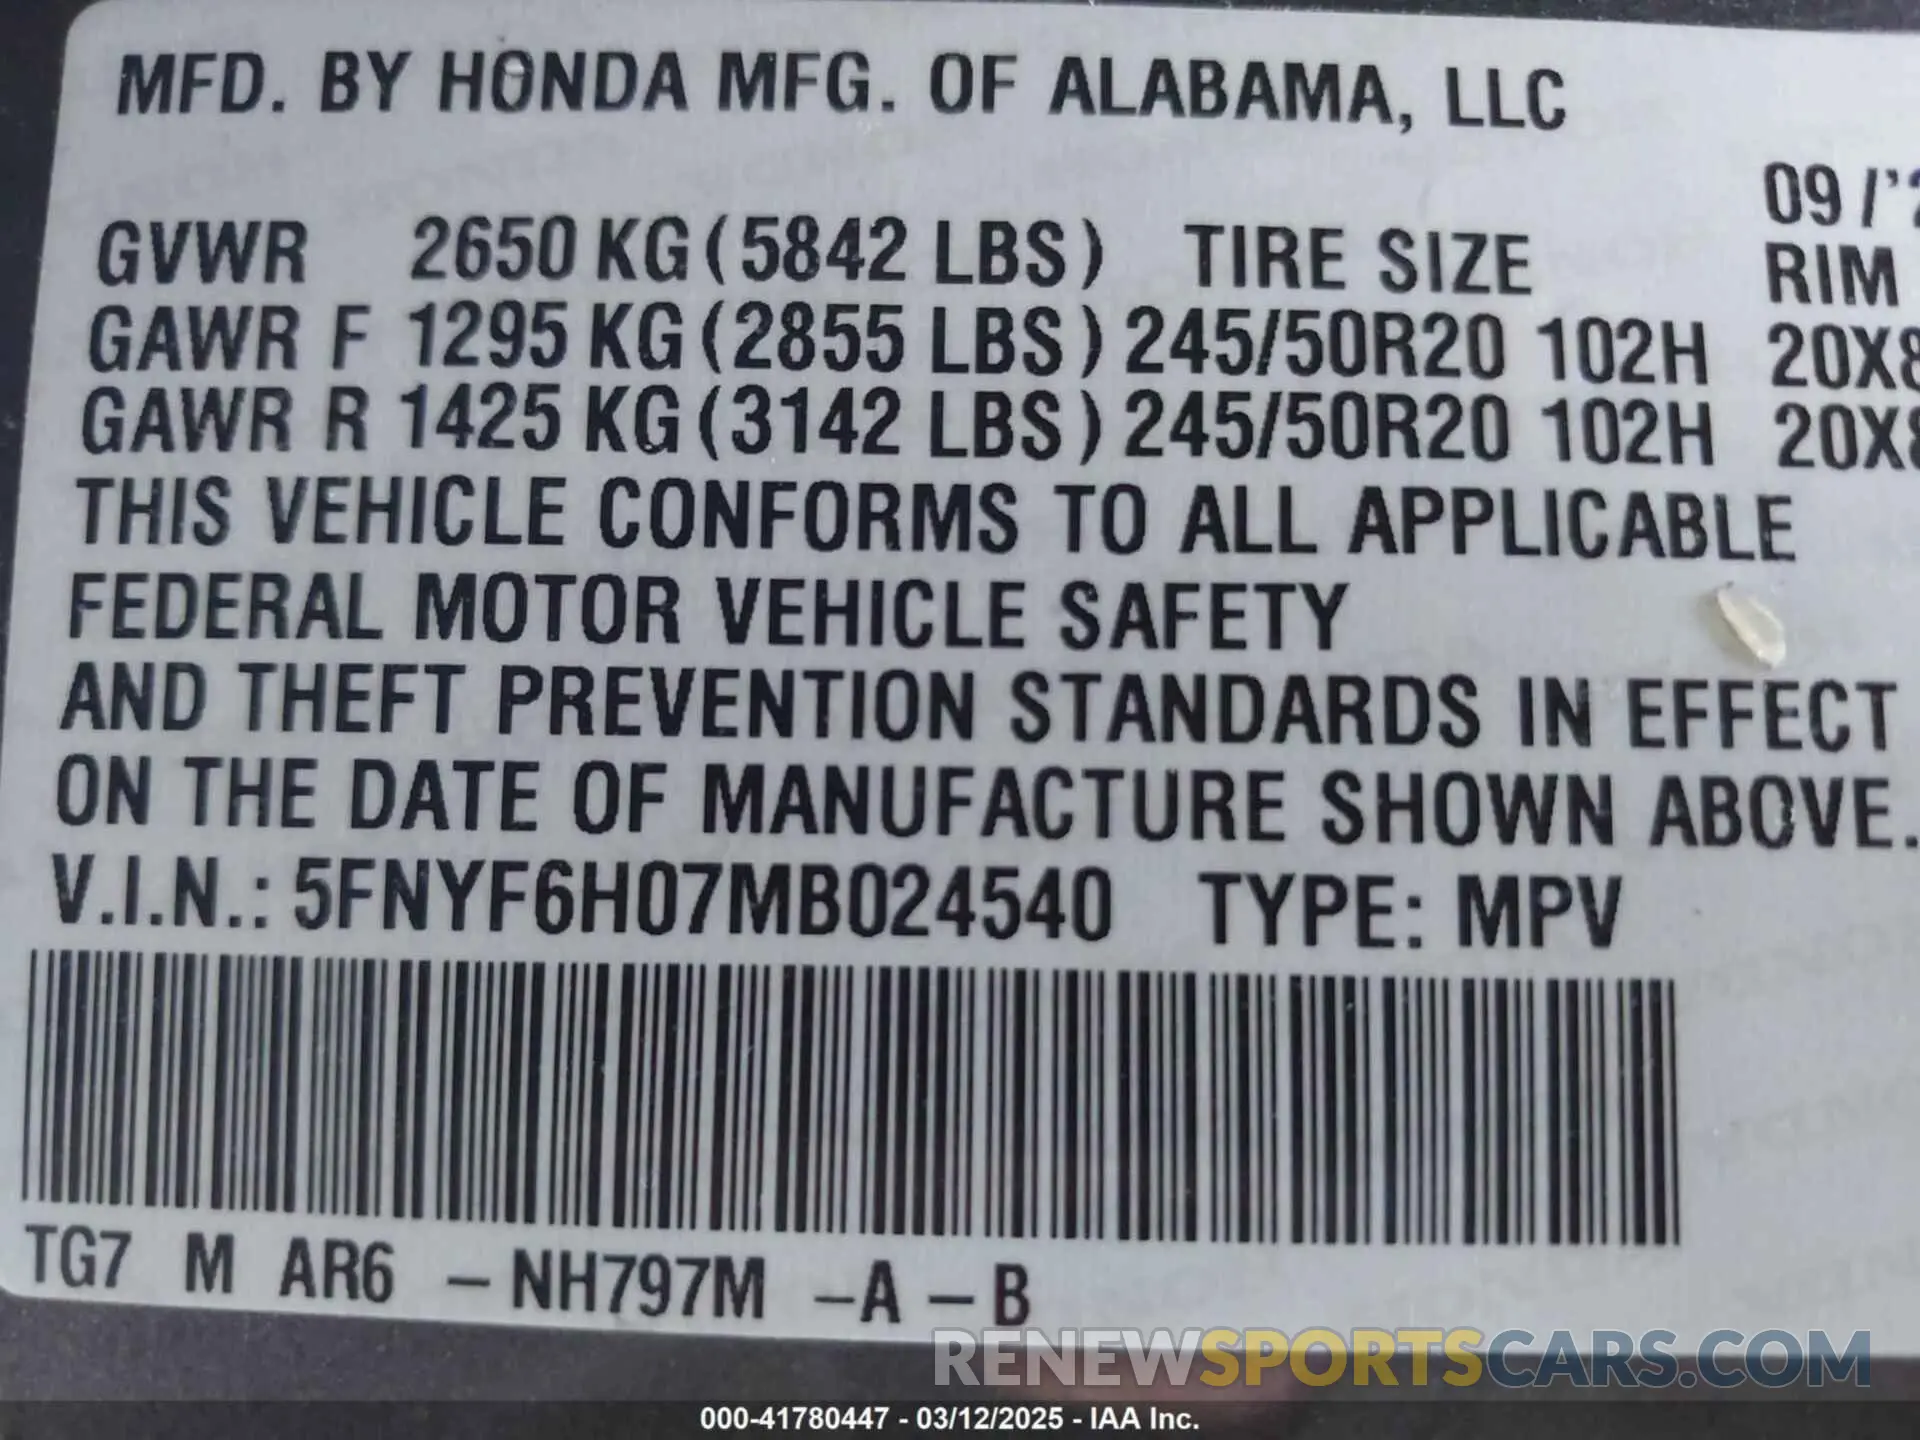 MFD. BY HONDA MFG. OF ALABAMA, LLC
09 /'2
GVWR 2650 KG (5842 LBS) TIRE SIZE RIM
GAWR F 1295 KG (2855 LBS) 245/50R20 102H 20X8
GAWR R 1425 KG (3142 LBS) 245/50R20 102H 20X8
THIS VEHICLE CONFORMS TO ALL APPLICABLE
FEDERAL MOTOR VEHICLE SAFETY
AND THEFT PREVENTION STANDARDS IN EFFECT
ON THE DATE OF MANUFACTURE SHOWN ABOVE.
V.I.N.: 5FNYF6H07MB024540 TYPE: MPV
TG7 M AR6 – NH797M –A – B
RENEWSPORTSCARS.COM
000-41780447 - 03/12/2025 - IAA Inc.